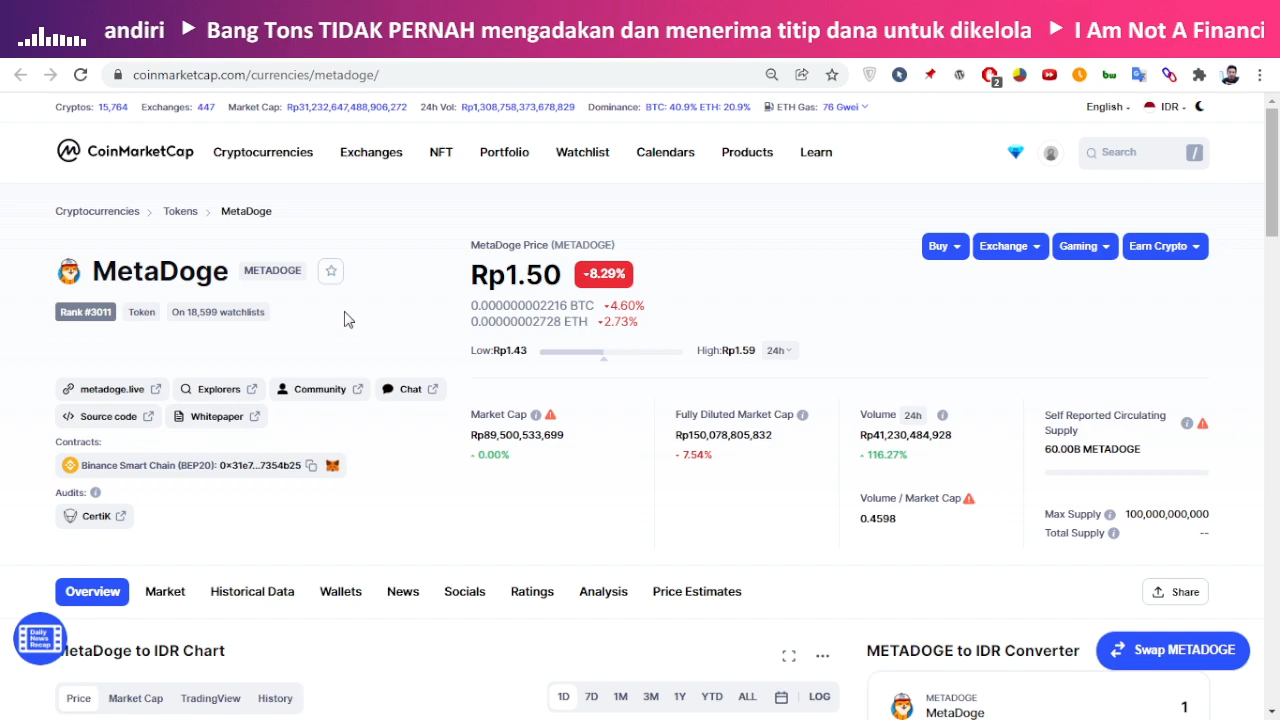 andiri ▶ Bang Tons TIDAK PERNAH mengadakan dan menerima titip dana untuk dikelola ▶ I Am Not A Financi
coinmarketcap.com/currencies/metadoge/
2
bw
Cryptos: 15,764 Exchanges: 447 Market Cap: Rp31,232,647,488,906,272 24h Vol: Rp1,308,758,373,678,829 Dominance: BTC: 40.9% ETH: 20.9% ETH Gas: 76 Gwei
English IDR
CoinMarketCap Cryptocurrencies Exchanges NFT Portfolio Watchlist Calendars Products Learn
Search /
Cryptocurrencies > Tokens > MetaDoge
MetaDoge METADOGE
Rank #3011 Token On 18,599 watchlists
MetaDoge Price (METADOGE)
Rp1.50 -8.29%
0.000000002216 BTC -4.60%
0.00000002728 ETH -2.73%
Low:Rp1.43 High:Rp1.59 24h
Buy Exchange Gaming Earn Crypto
metadoge.live Explorers Community Chat
Source code Whitepaper
Contracts:
Binance Smart Chain (BEP20): 0x31e7...7354b25
Audits:
CertiK
Market Cap
Rp89,500,533,699
0.00%
Fully Diluted Market Cap
Rp150,078,805,832
7.54%
Volume 24h
Rp41,230,484,928
116.27%
Volume / Market Cap
0.4598
Self Reported Circulating
Supply
60.00B METADOGE
Max Supply 100,000,000,000
Total Supply --
Overview Market Historical Data Wallets News Socials Ratings Analysis Price Estimates
Share
Daily
News
Recap
MetaDoge to IDR Chart
Price Market Cap TradingView History
1D 7D 1M 3M 1Y YTD ALL LOG
METADOGE to IDR Converter
Swap METADOGE
METADOGE
MetaDoge
1